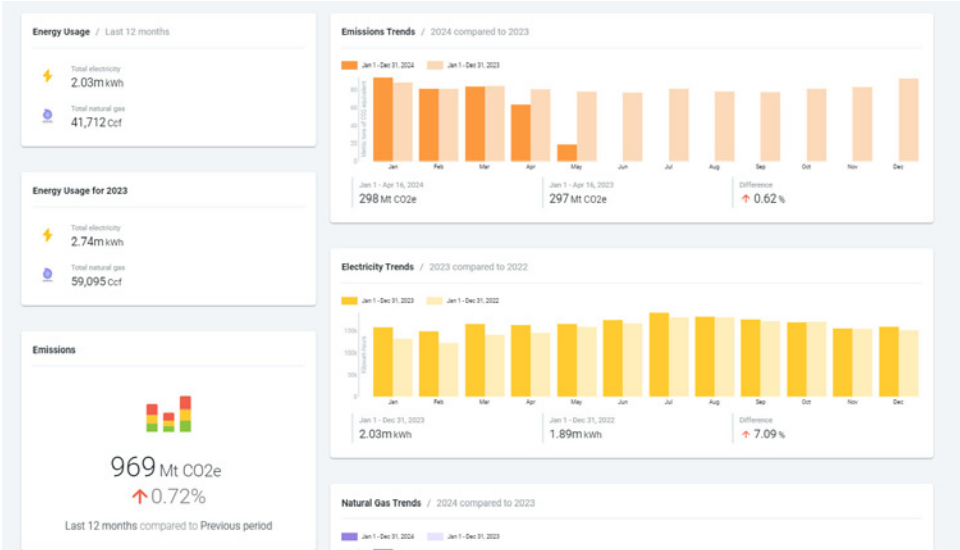 Energy Usage / Last 12 months
Total electricity
2.03m kWh
Total natural gas
41,712 Ccf
Energy Usage for 2023
Total electricity
2.74m kWh
Total natural gas
59,095 Ccf
Emissions
969 Mt CO2e
0.72%
Last 12 months compared to Previous period
Emissions Trends / 2024 compared to 2023
Jan 1 - Dec 31, 2024 Jan 1 - Dec 31, 2023
80
60
40
20
0
Jan Feb Mar Apr May Jun Jul Aug Sep Oct Nov Dec
Jan 1 - Apr 16, 2024 Jan 1 - Apr 16, 2023 Difference
298 Mt CO2e 297 Mt CO2e 0.62 %
Electricity Trends / 2023 compared to 2022
Jan 1 - Dec 31, 2023 Jan 1 - Dec 31, 2022
150k
100k
50k
0
Kilowatt-hours
Jan Feb Mar Apr May Jun Jul Aug Sep Oct Nov Dec
Jan 1 - Dec 31, 2023 Jan 1 - Dec 31, 2022 Difference
2.03m kWh 1.89m kWh 7.09 %
Natural Gas Trends / 2024 compared to 2023
Jan 1 - Dec 31, 2024 Jan 1 - Dec 31, 2023